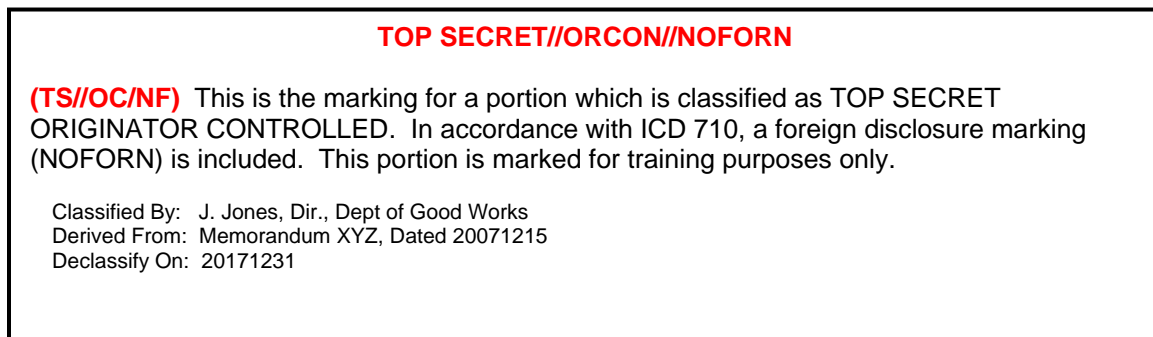 TOP SECRET//ORCON//NOFORN
(TS//OC/NF) This is the marking for a portion which is classified as TOP SECRET
ORIGINATOR CONTROLLED. In accordance with ICD 710, a foreign disclosure marking
(NOFORN) is included. This portion is marked for training purposes only.
Classified By: J. Jones, Dir., Dept of Good Works
Derived From: Memorandum XYZ, Dated 20071215
Declassify On: 20171231